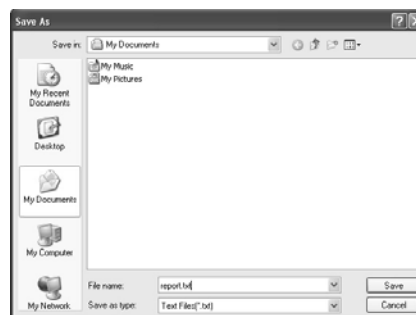 Save As
Save in:
My Documents
My Recent
Documents
Desktop
My Documents
My Computer
My Network
My Music
My Pictures
File name:
report.txt
Save
Save as type:
Text Files(*.txt)
Cancel